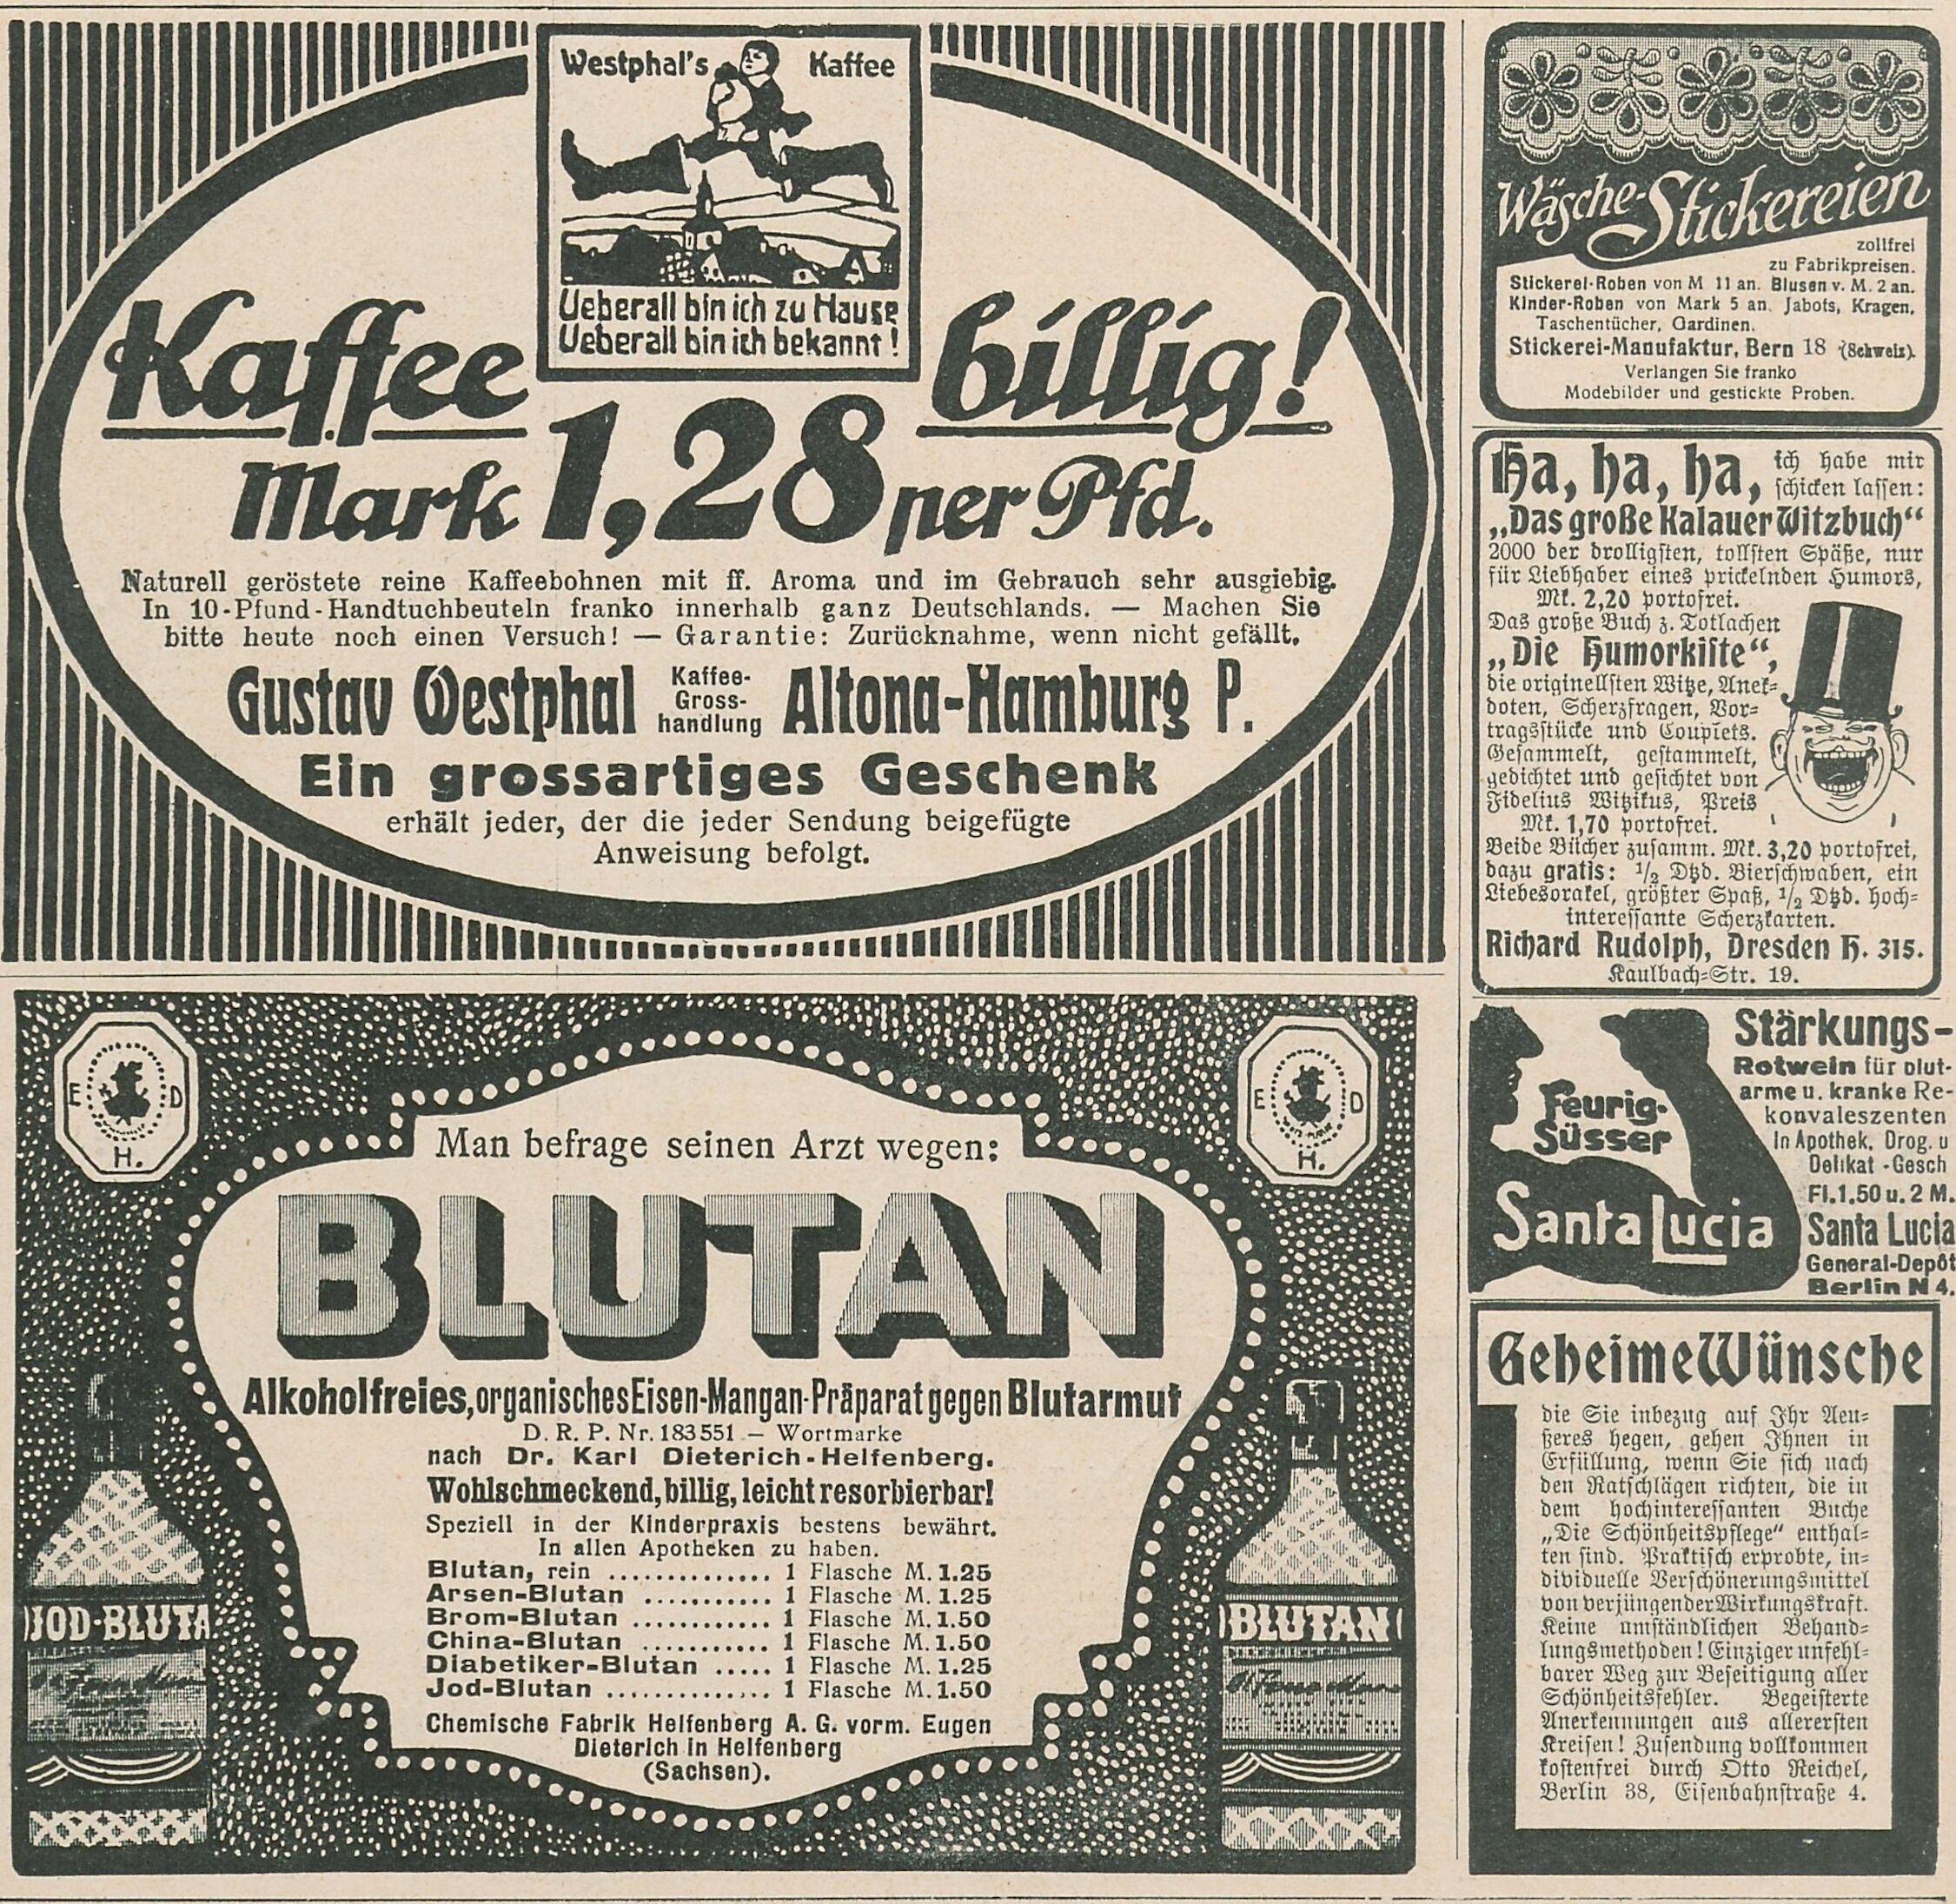 Westphal's Kaffee
Ueberall bin ich zu Hause
Ueberall bin ich bekannt!
Kaffee billig!
Mark 1,28 per Pfd.
Naturell geröstete reine Kaffeebohnen mit ff. Aroma und im Gebrauch sehr ausgiebig.
In 10-Pfund-Handtuchbeuteln franko innerhalb ganz Deutschlands. — Machen Sie
bitte heute noch einen Versuch! — Garantie: Zurücknahme, wenn nicht gefällt.
Gustav Westphal Kaffee-
Gross-
handlung Altona-Hamburg P.
Ein grossartiges Geschenk
erhält jeder, der die jeder Sendung beigefügte
Anweisung befolgt.
E D
H.
E D
H.
Man befrage seinen Arzt wegen:
BLUTAN
Alkoholfreies, organisches Eisen-Mangan-Präparat gegen Blutarmut
D. R. P. Nr. 183551 — Wortmarke
nach Dr. Karl Dieterich-Helfenberg.
Wohlschmeckend, billig, leicht resorbierbar!
Speziell in der Kinderpraxis bestens bewährt.
In allen Apotheken zu haben.
Blutan, rein .............. 1 Flasche M. 1.25
Arsen-Blutan ........... 1 Flasche M. 1.25
Brom-Blutan ............ 1 Flasche M. 1.50
China-Blutan ........... 1 Flasche M. 1.50
Diabetiker-Blutan ..... 1 Flasche M. 1.25
Jod-Blutan .............. 1 Flasche M. 1.50
Chemische Fabrik Helfenberg A. G. vorm. Eugen
Dieterich in Helfenberg
(Sachsen).
JOD-BLUTA
BLUTAN
Wäsche-Stickereien
zollfrei
zu Fabrikpreisen.
Stickerei-Roben von M 11 an. Blusen v. M. 2 an.
Kinder-Roben von Mark 5 an. Jabots, Kragen,
Taschentücher, Gardinen.
Stickerei-Manufaktur, Bern 18 (Schweiz).
Verlangen Sie franko
Modebilder und gestickte Proben.
Ha, ha, ha, ich habe mir
schicken lassen:
„Das große Kalauer Witzbuch“
2000 der drolligsten, tollsten Späße, nur
für Liebhaber eines prickelnden Humors,
Mk. 2,20 portofrei.
Das große Buch z. Totlachen
„Die Humorkiste“,
die originellsten Witze, Anek-
doten, Scherzfragen, Vor-
tragsstücke und Couplets.
Gesammelt, gestammelt,
gedichtet und gesichtet von
Fidelius Witzikus, Preis
Mk. 1,70 portofrei.
Beide Bücher zusamm. Mk. 3,20 portofrei,
dazu gratis: 1/2 Dtzd. Bierschwaben, ein
Liebesorakel, größter Spaß, 1/2 Dtzd. hoch-
interessante Scherzkarten.
Richard Rudolph, Dresden H. 315.
Kaulbach-Str. 19.
Feurig-
Süsser
Santa Lucia
Stärkungs-
Rotwein für blut-
arme u. kranke Re-
konvaleszenten
In Apothek. Drog. u
Delikat-Gesch
Fl. 1.50 u. 2 M.
Santa Lucia
General-Depôt
Berlin N 4.
Geheime Wünsche
die Sie inbezug auf Ihr Aeu-
ßeres hegen, gehen Ihnen in
Erfüllung, wenn Sie sich nach
den Ratschlägen richten, die in
dem hochinteressanten Buche
„Die Schönheitspflege“ enthal-
ten sind. Praktisch erprobte, in-
dividuelle Verschönerungsmittel
von verjüngender Wirkungskraft.
Keine umständlichen Behand-
lungsmethoden! Einziger unfehl-
barer Weg zur Beseitigung aller
Schönheitsfehler. Begeisterte
Anerkennungen aus allerersten
Kreisen! Zusendung vollkommen
kostenfrei durch Otto Reichel,
Berlin 38, Eisenbahnstraße 4.